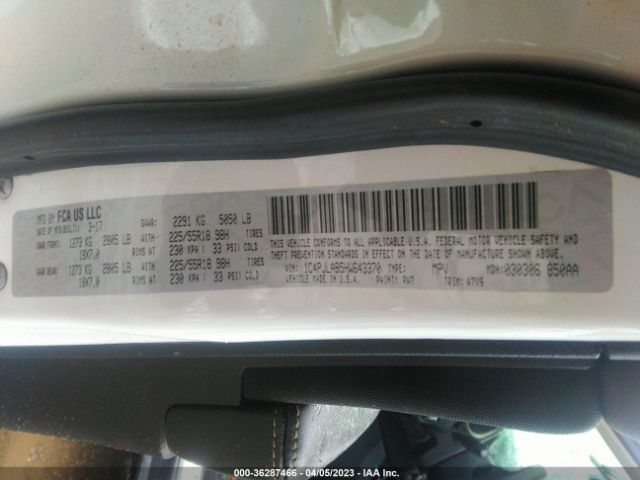 MFD BY FCA US LLC
DATE OF MFR(BUILT): 3-17
GVWR: 2291 KG 5050 LB
GAWR FRONT: 1273 KG 2805 LB WITH- 225/55R18 98H TIRES
18X7.0 RIMS AT 230 KPA ( 33 PSI) COLD
GAWR REAR: 1273 KG 2805 LB WITH- 225/55R18 98H TIRES
18X7.0 RIMS AT 230 KPA ( 33 PSI) COLD
THIS VEHICLE CONFORMS TO ALL APPLICABLE U.S.A. FEDERAL MOTOR VEHICLE SAFETY AND
THEFT PREVENTION STANDARDS IN EFFECT ON THE DATE OF MANUFACTURE SHOWN ABOVE.
VIN: 1C4PJLAB5HW643370 TYPE: MPV MDH: 030306 850AA
VEHICLE MADE IN U.S.A. PAINT: PW7 TRIM: A7X9
000-36287466 - 04/05/2023 - IAA Inc.